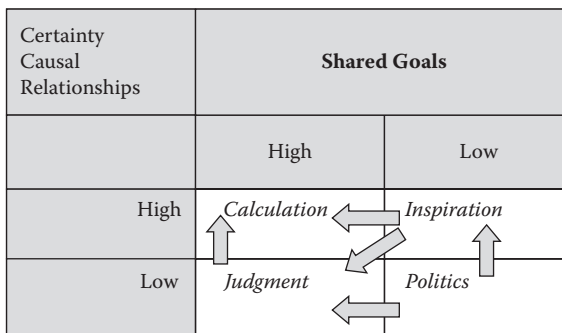 Certainty
Causal
Relationships
Shared Goals
High Low
High Calculation Inspiration
Low Judgment Politics